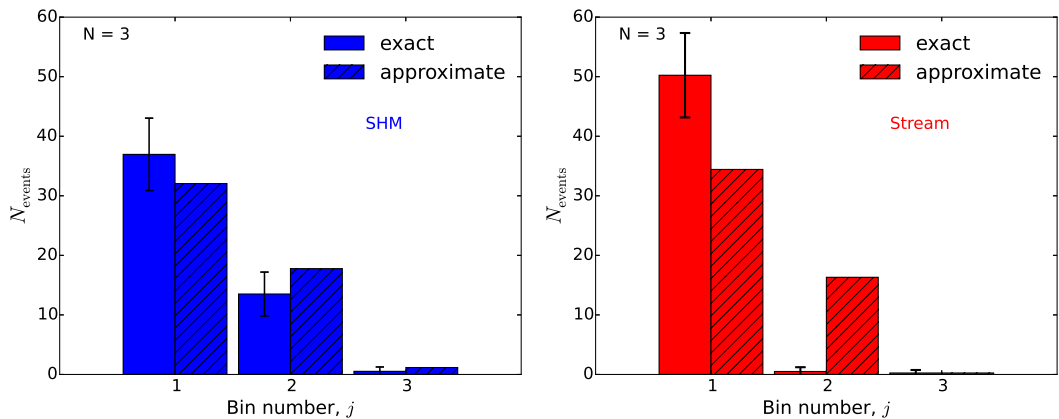 60
50
40
30
20
10
0
N_events
N = 3
exact
approximate
SHM
1 2 3
Bin number, j
60
50
40
30
20
10
0
N_events
N = 3
exact
approximate
Stream
1 2 3
Bin number, j